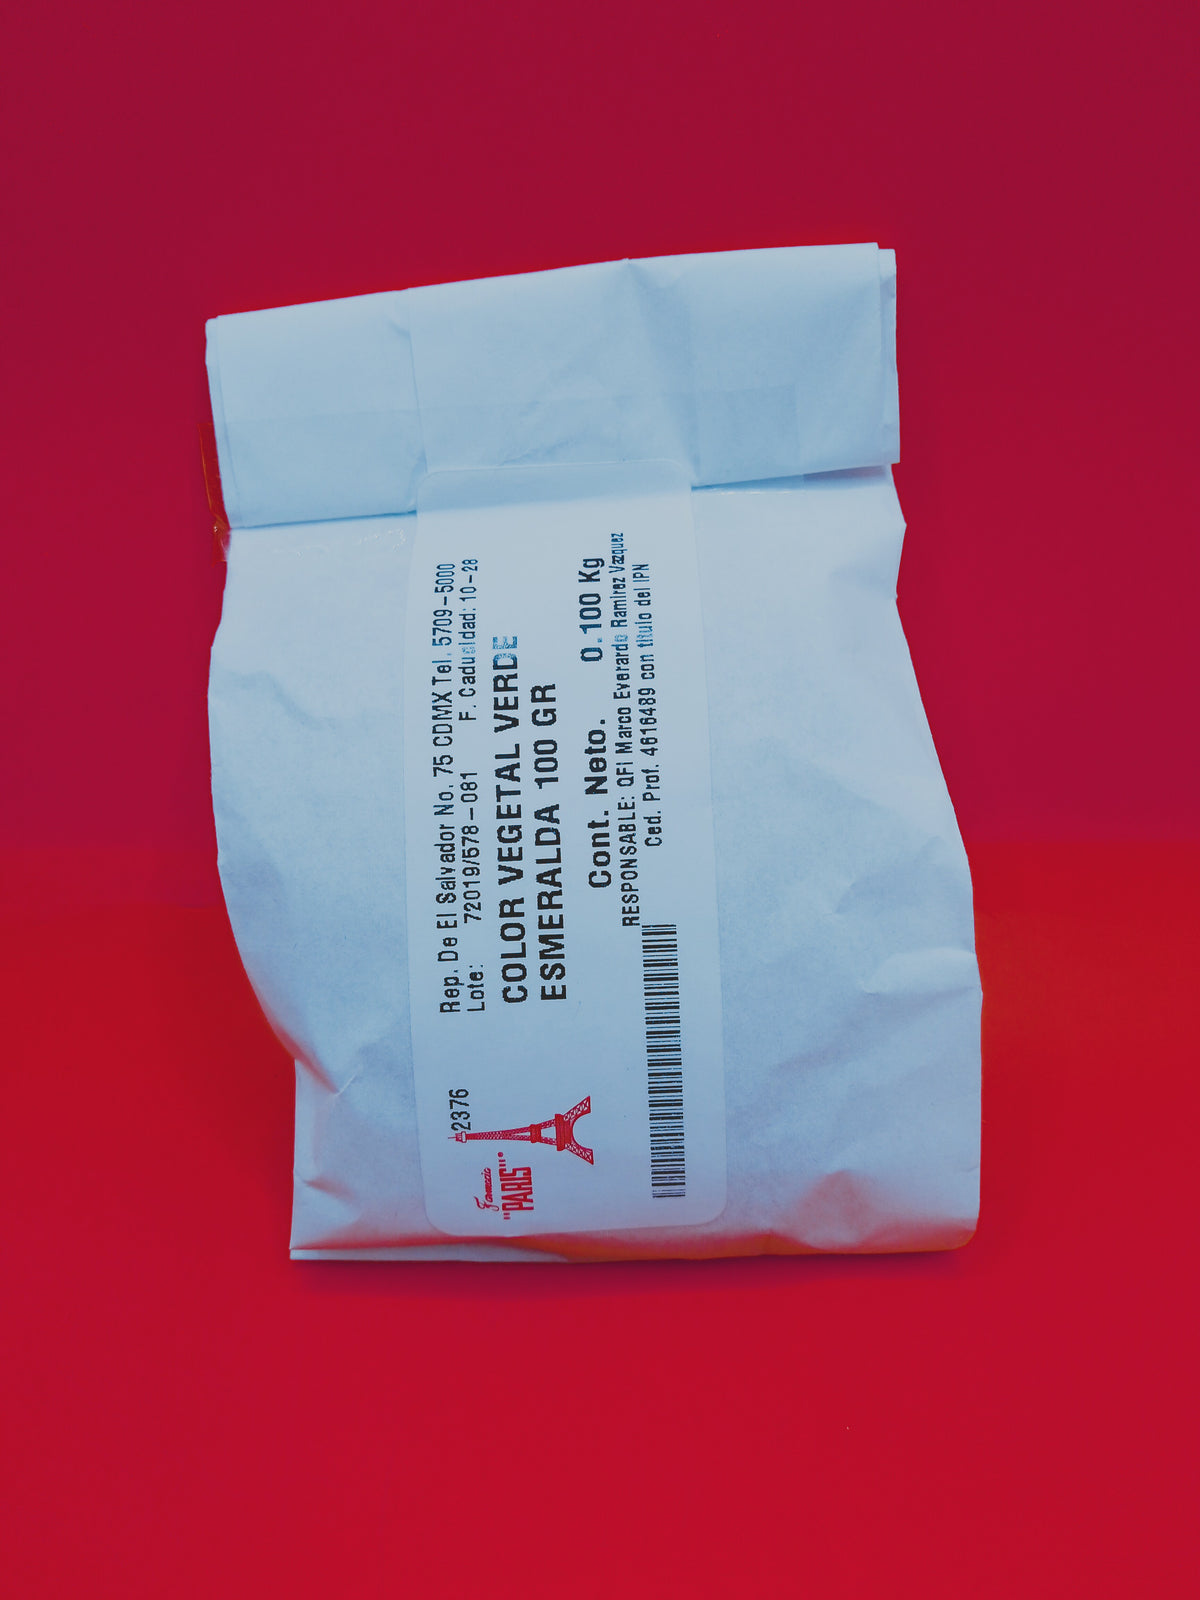 2376
Rep. De El Salvador No. 75 CDMX Tel. 5709-5000
Lote: 72019/578-081 F. Caducidad: 10-28
COLOR VEGETAL VERDE
ESMERALDA 100 GR
Cont. Neto. 0.100 Kg
RESPONSABLE: QFI Marco Everardo Ramirez Vazquez
Ced. Prof. 4616489 con titulo del IPN
Farmacia
"PARIS"®